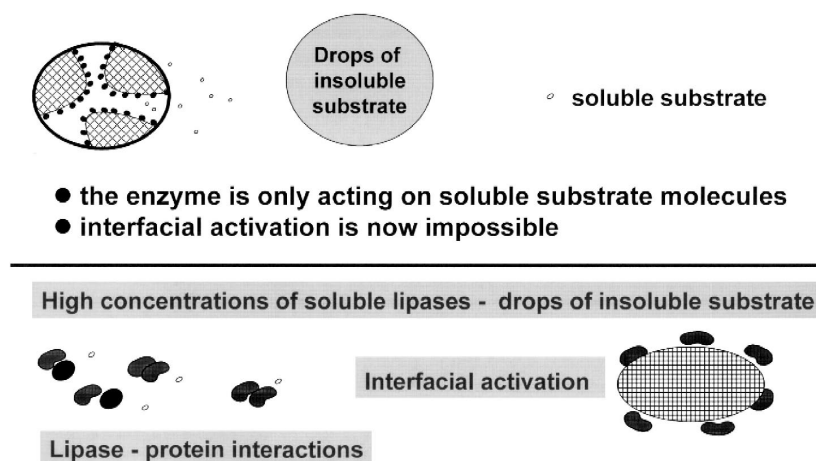 Drops of
insoluble
substrate
soluble substrate
● the enzyme is only acting on soluble substrate molecules
● interfacial activation is now impossible
High concentrations of soluble lipases - drops of insoluble substrate
Interfacial activation
Lipase - protein interactions